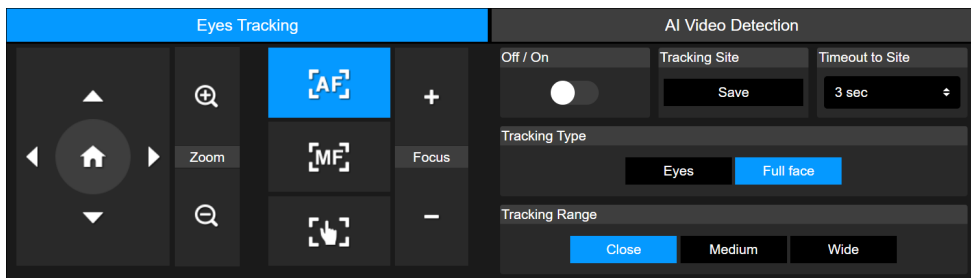 Eyes Tracking
AI Video Detection
Off / On
Tracking Site
Timeout to Site
AF
Save
3 sec
Tracking Type
Zoom
MF
Focus
Eyes
Full face
Tracking Range
Close
Medium
Wide